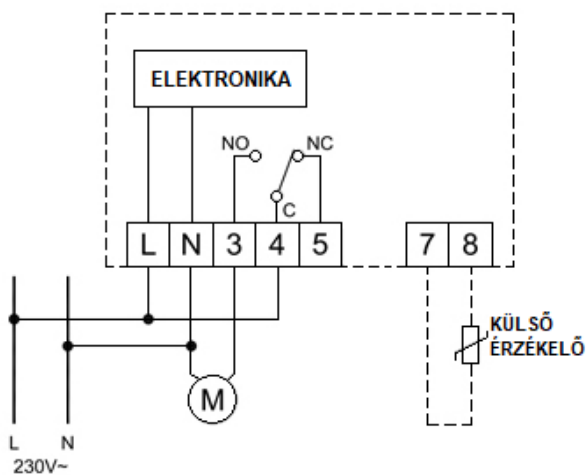 ELEKTRONIKA
NO NC
C
L N 3 4 5 7 8
KÜLSŐ
ÉRZÉKELŐ
M
L N
230V~